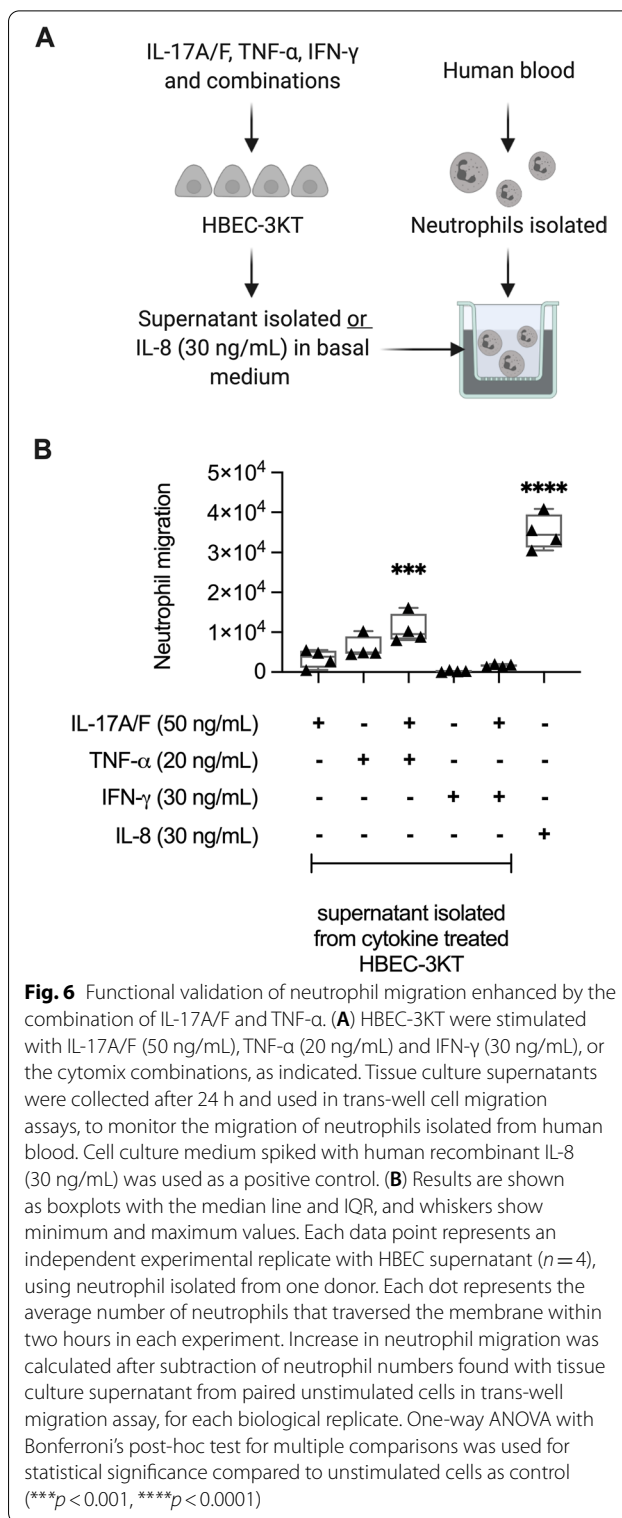 A
IL-17A/F, TNF-α, IFN-γ
and combinations
Human blood
HBEC-3KT
Neutrophils isolated
Supernatant isolated or
IL-8 (30 ng/mL) in basal
medium
B
Neutrophil migration
5×10⁴
4×10⁴
3×10⁴
2×10⁴
1×10⁴
0
***
****
IL-17A/F (50 ng/mL) + - + - + -
TNF-α (20 ng/mL) - + + - - -
IFN-γ (30 ng/mL) - - - + + -
IL-8 (30 ng/mL) - - - - - +
supernatant isolated
from cytokine treated
HBEC-3KT
Fig. 6 Functional validation of neutrophil migration enhanced by the
combination of IL-17A/F and TNF-α. (A) HBEC-3KT were stimulated
with IL-17A/F (50 ng/mL), TNF-α (20 ng/mL) and IFN-γ (30 ng/mL), or
the cytomix combinations, as indicated. Tissue culture supernatants
were collected after 24 h and used in trans-well cell migration
assays, to monitor the migration of neutrophils isolated from human
blood. Cell culture medium spiked with human recombinant IL-8
(30 ng/mL) was used as a positive control. (B) Results are shown
as boxplots with the median line and IQR, and whiskers show
minimum and maximum values. Each data point represents an
independent experimental replicate with HBEC supernatant (n = 4),
using neutrophil isolated from one donor. Each dot represents the
average number of neutrophils that traversed the membrane within
two hours in each experiment. Increase in neutrophil migration was
calculated after subtraction of neutrophil numbers found with tissue
culture supernatant from paired unstimulated cells in trans-well
migration assay, for each biological replicate. One-way ANOVA with
Bonferroni's post-hoc test for multiple comparisons was used for
statistical significance compared to unstimulated cells as control
(***p < 0.001, ****p < 0.0001)